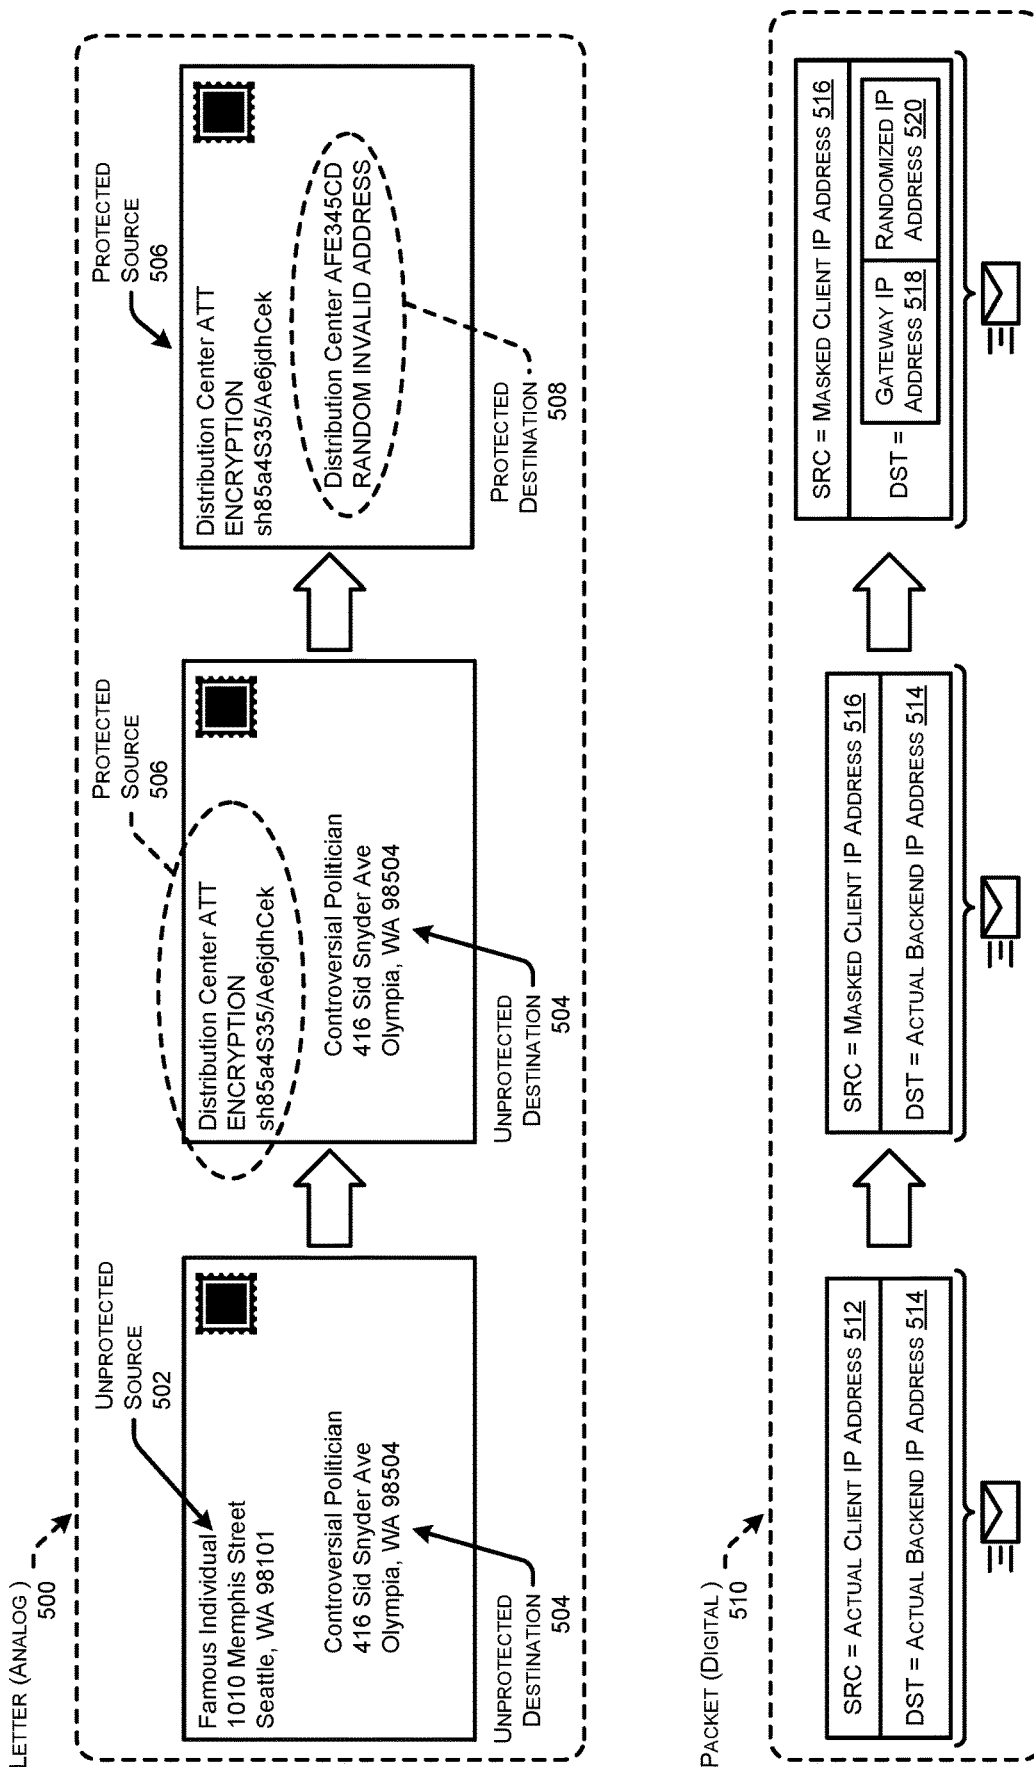 LETTER (ANALOG)
500
UNPROTECTED
SOURCE
502
Famous Individual
1010 Memphis Street
Seattle, WA 98101
Controversial Politician
416 Sid Snyder Ave
Olympia, WA 98504
UNPROTECTED
DESTINATION
504
PROTECTED
SOURCE
506
Distribution Center ATT
ENCRYPTION
sh85a4S35/Ae6jdhCek
Controversial Politician
416 Sid Snyder Ave
Olympia, WA 98504
UNPROTECTED
DESTINATION
504
PROTECTED
SOURCE
506
Distribution Center ATT
ENCRYPTION
sh85a4S35/Ae6jdhCek
Distribution Center AFE345CD
RANDOM INVALID ADDRESS
PROTECTED
DESTINATION
508
PACKET (DIGITAL)
510
SRC = ACTUAL CLIENT IP ADDRESS 512
DST = ACTUAL BACKEND IP ADDRESS 514
SRC = MASKED CLIENT IP ADDRESS 516
DST = ACTUAL BACKEND IP ADDRESS 514
SRC = MASKED CLIENT IP ADDRESS 516
DST =
GATEWAY IP
ADDRESS 518
RANDOMIZED IP
ADDRESS 520